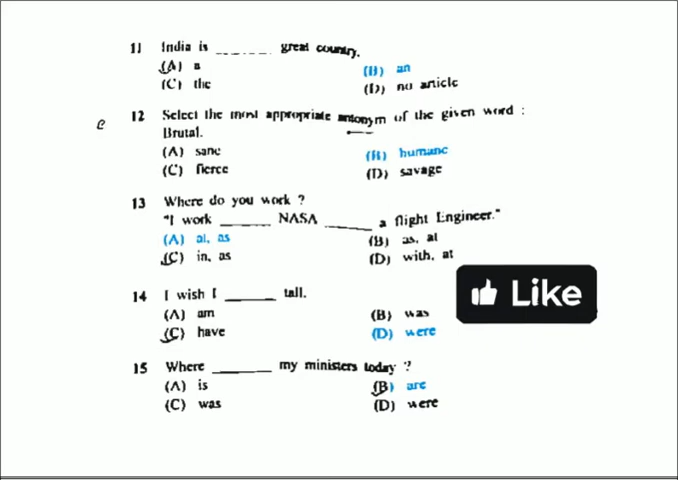 11 India is _______ great country.
(A) a (B) an
(C) the (D) no article
12 Select the most appropriate antonym of the given word :
Brutal.
(A) sane (B) humane
(C) fierce (D) savage
13 Where do you work ?
"I work ______ NASA ______ a flight Engineer."
(A) at, as (B) as, at
(C) in, as (D) with, at
Like
14 I wish I ______ tall.
(A) am (B) was
(C) have (D) were
15 Where _______ my ministers today ?
(A) is (B) are
(C) was (D) were